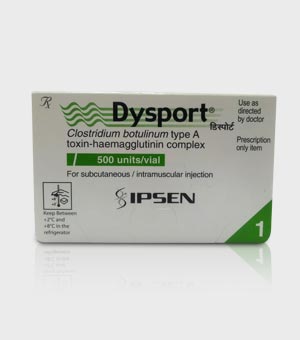 Rx
Dysport®
डिस्पोर्ट
Clostridium botulinum type A
toxin-haemagglutinin complex
500 units/vial
For subcutaneous / intramuscular injection
IPSEN
Keep Between
+2°C and
+8°C in the
refrigerator
Use as
directed
by doctor
Prescription
only item
1